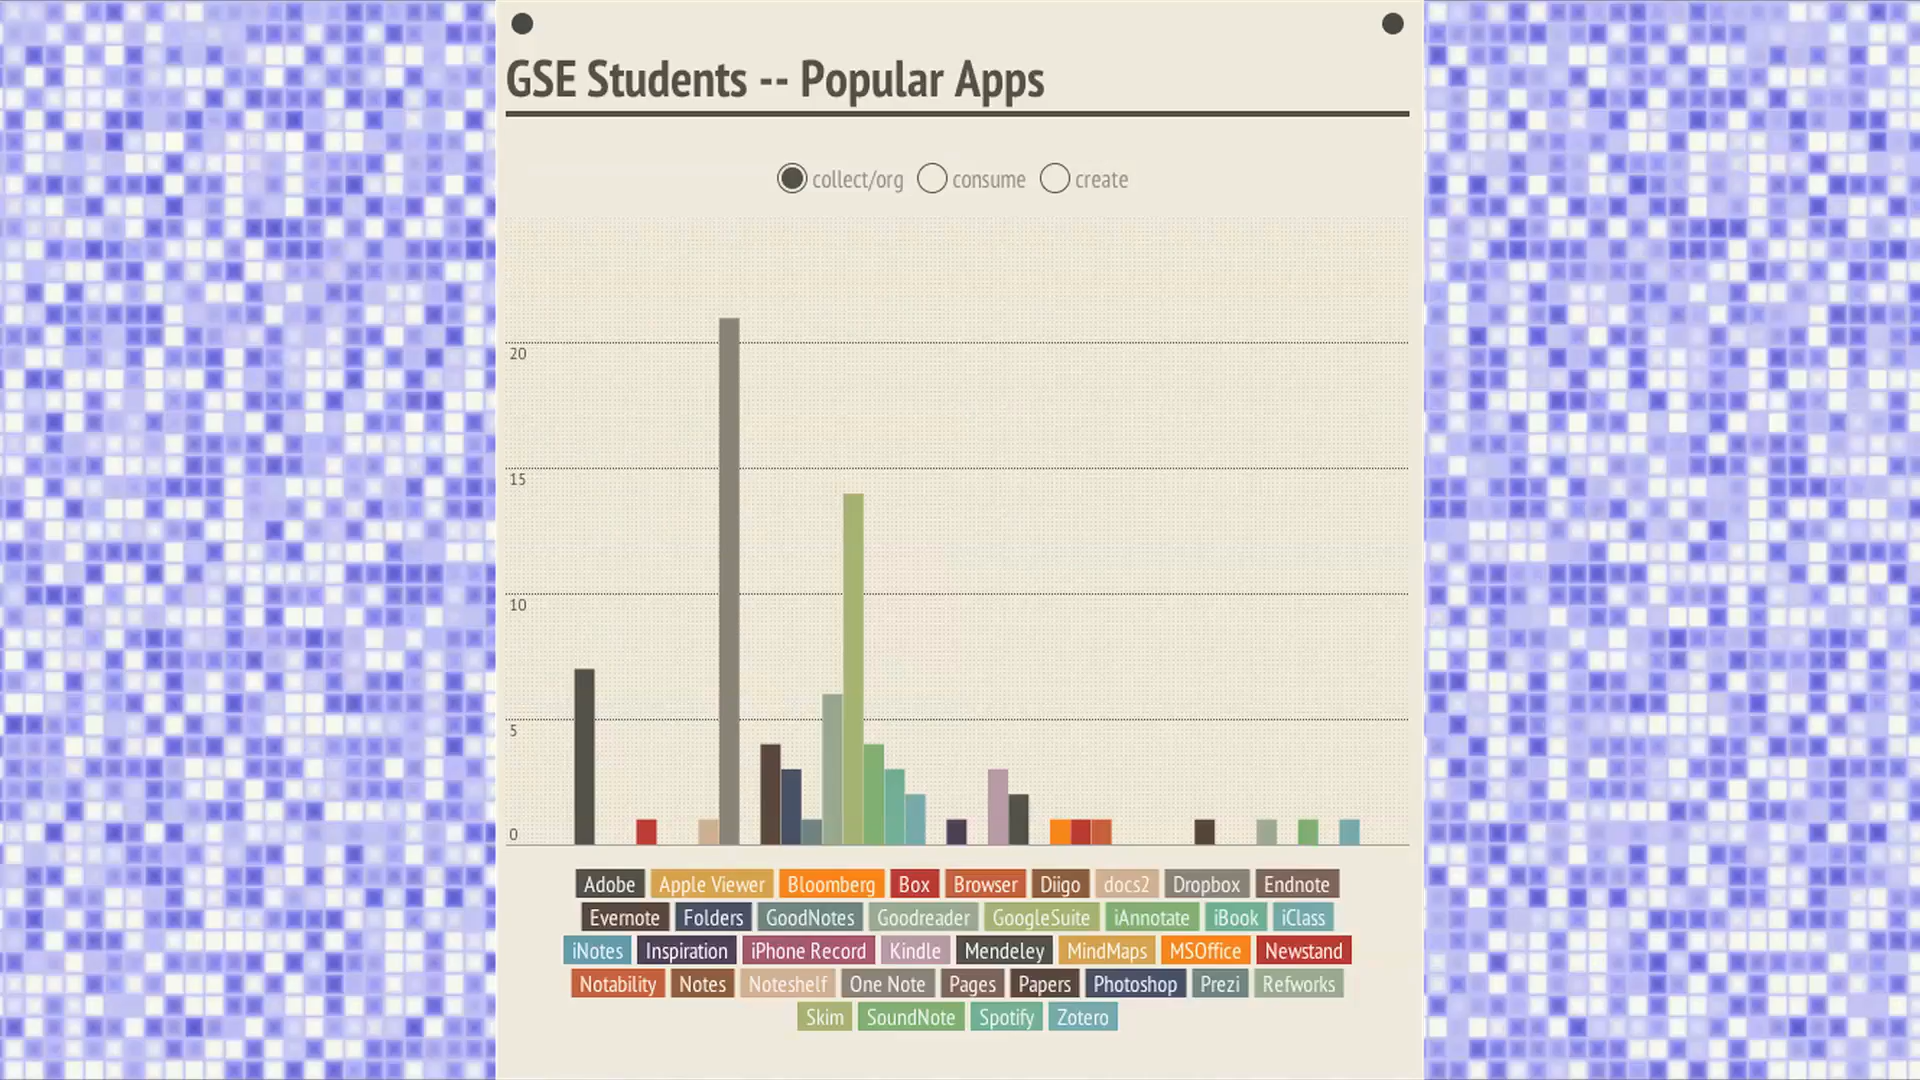 GSE Students -- Popular Apps
collect/org consume create
20
15
10
5
0
Adobe Apple Viewer Bloomberg Box Browser Diigo docs2 Dropbox Endnote
Evernote Folders GoodNotes Goodreader GoogleSuite iAnnotate iBook iClass
iNotes Inspiration iPhone Record Kindle Mendeley MindMaps MSOffice Newstand
Notability Notes Noteshelf One Note Pages Papers Photoshop Prezi Refworks
Skim SoundNote Spotify Zotero